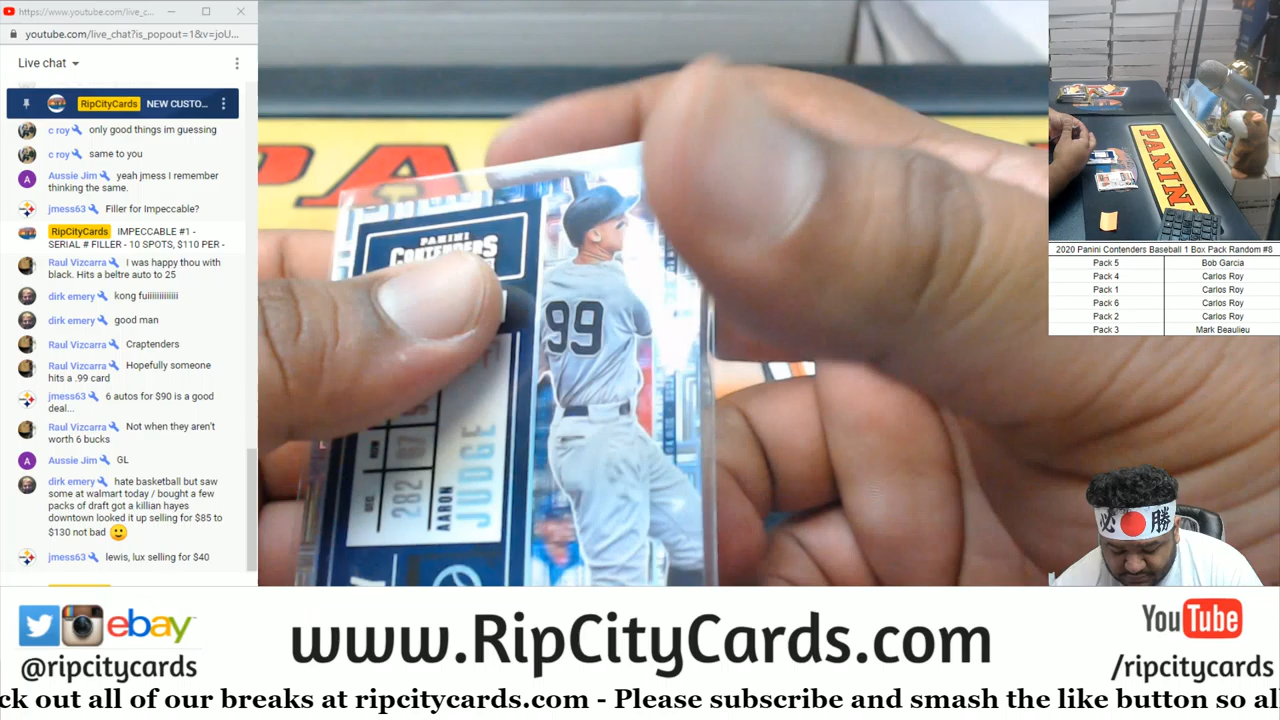 https://www.youtube.com/live_c...
youtube.com/live_chat?is_popout=1&v=joU...
Live chat
RipCityCards NEW CUSTO...
c roy only good things im guessing
c roy same to you
Aussie Jim yeah jmess I remember
thinking the same.
jmess63 Filler for Impeccable?
RipCityCards IMPECCABLE #1 -
SERIAL # FILLER - 10 SPOTS, $110 PER -
Raul Vizcarra I was happy thou with
black. Hits a beltre auto to 25
dirk emery kong fuiiiiiiiiiiiii
dirk emery good man
Raul Vizcarra Craptenders
Raul Vizcarra Hopefully someone
hits a .99 card
jmess63 6 autos for $90 is a good
deal...
Raul Vizcarra Not when they aren't
worth 6 bucks
A Aussie Jim GL
dirk emery hate basketball but saw
some at walmart today / bought a few
packs of draft got a killian hayes
downtown looked it up selling for $85 to
$130 not bad
jmess63 lewis, lux selling for $40
PANINI
CONTENDERS
99
282
AARON
JUDGE
PANINI
必 勝
2020 Panini Contenders Baseball 1 Box Pack Random #8
Pack 5 Bob Garcia
Pack 4 Carlos Roy
Pack 1 Carlos Roy
Pack 6 Carlos Roy
Pack 2 Carlos Roy
Pack 3 Mark Beaulieu
ebay
@ripcitycards
www.RipCityCards.com
YouTube
/ripcitycards
ck out all of our breaks at ripcitycards.com - Please subscribe and smash the like button so al